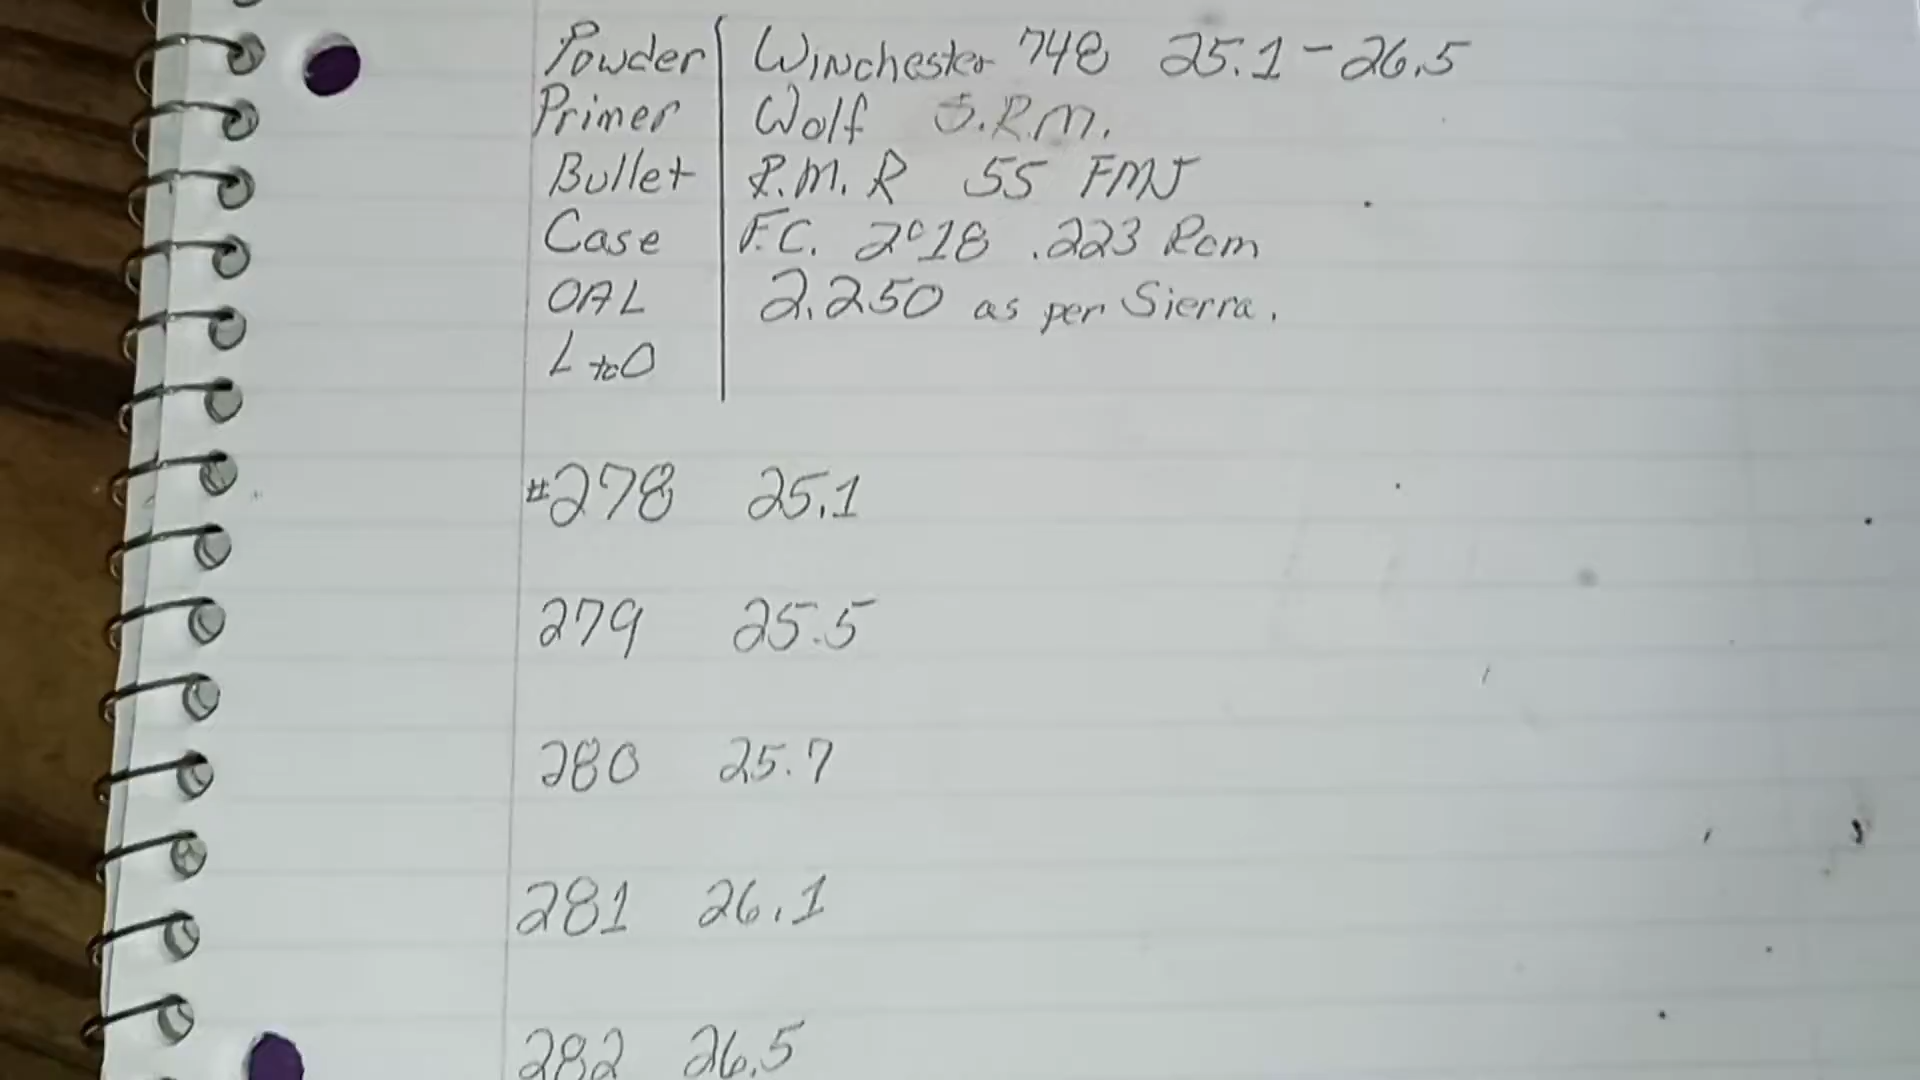 Powder Winchester 748 25.1 - 26.5
Primer Wolf S.R.M.
Bullet R.M.R 55 FMJ
Case F.C. 2018 .223 Rem
OAL 2.250 as per Sierra.
L to O
#278 25.1
279 25.5
280 25.7
281 26.1
282 26.5